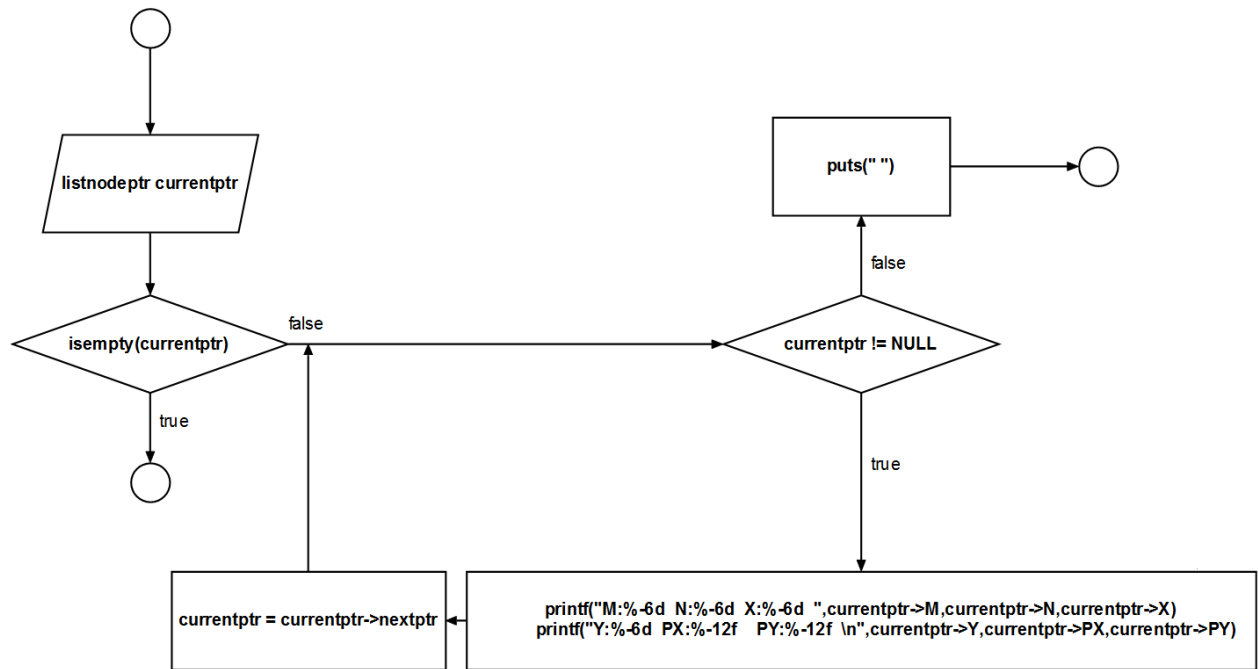 listnodeptr currentptr
puts(" ")
false
isempty(currentptr)
false
currentptr != NULL
true
true
currentptr = currentptr->nextptr
printf("M:%-6d  N:%-6d  X:%-6d  ",currentptr->M,currentptr->N,currentptr->X)
printf("Y:%-6d  PX:%-12f    PY:%-12f  \n",currentptr->Y,currentptr->PX,currentptr->PY)